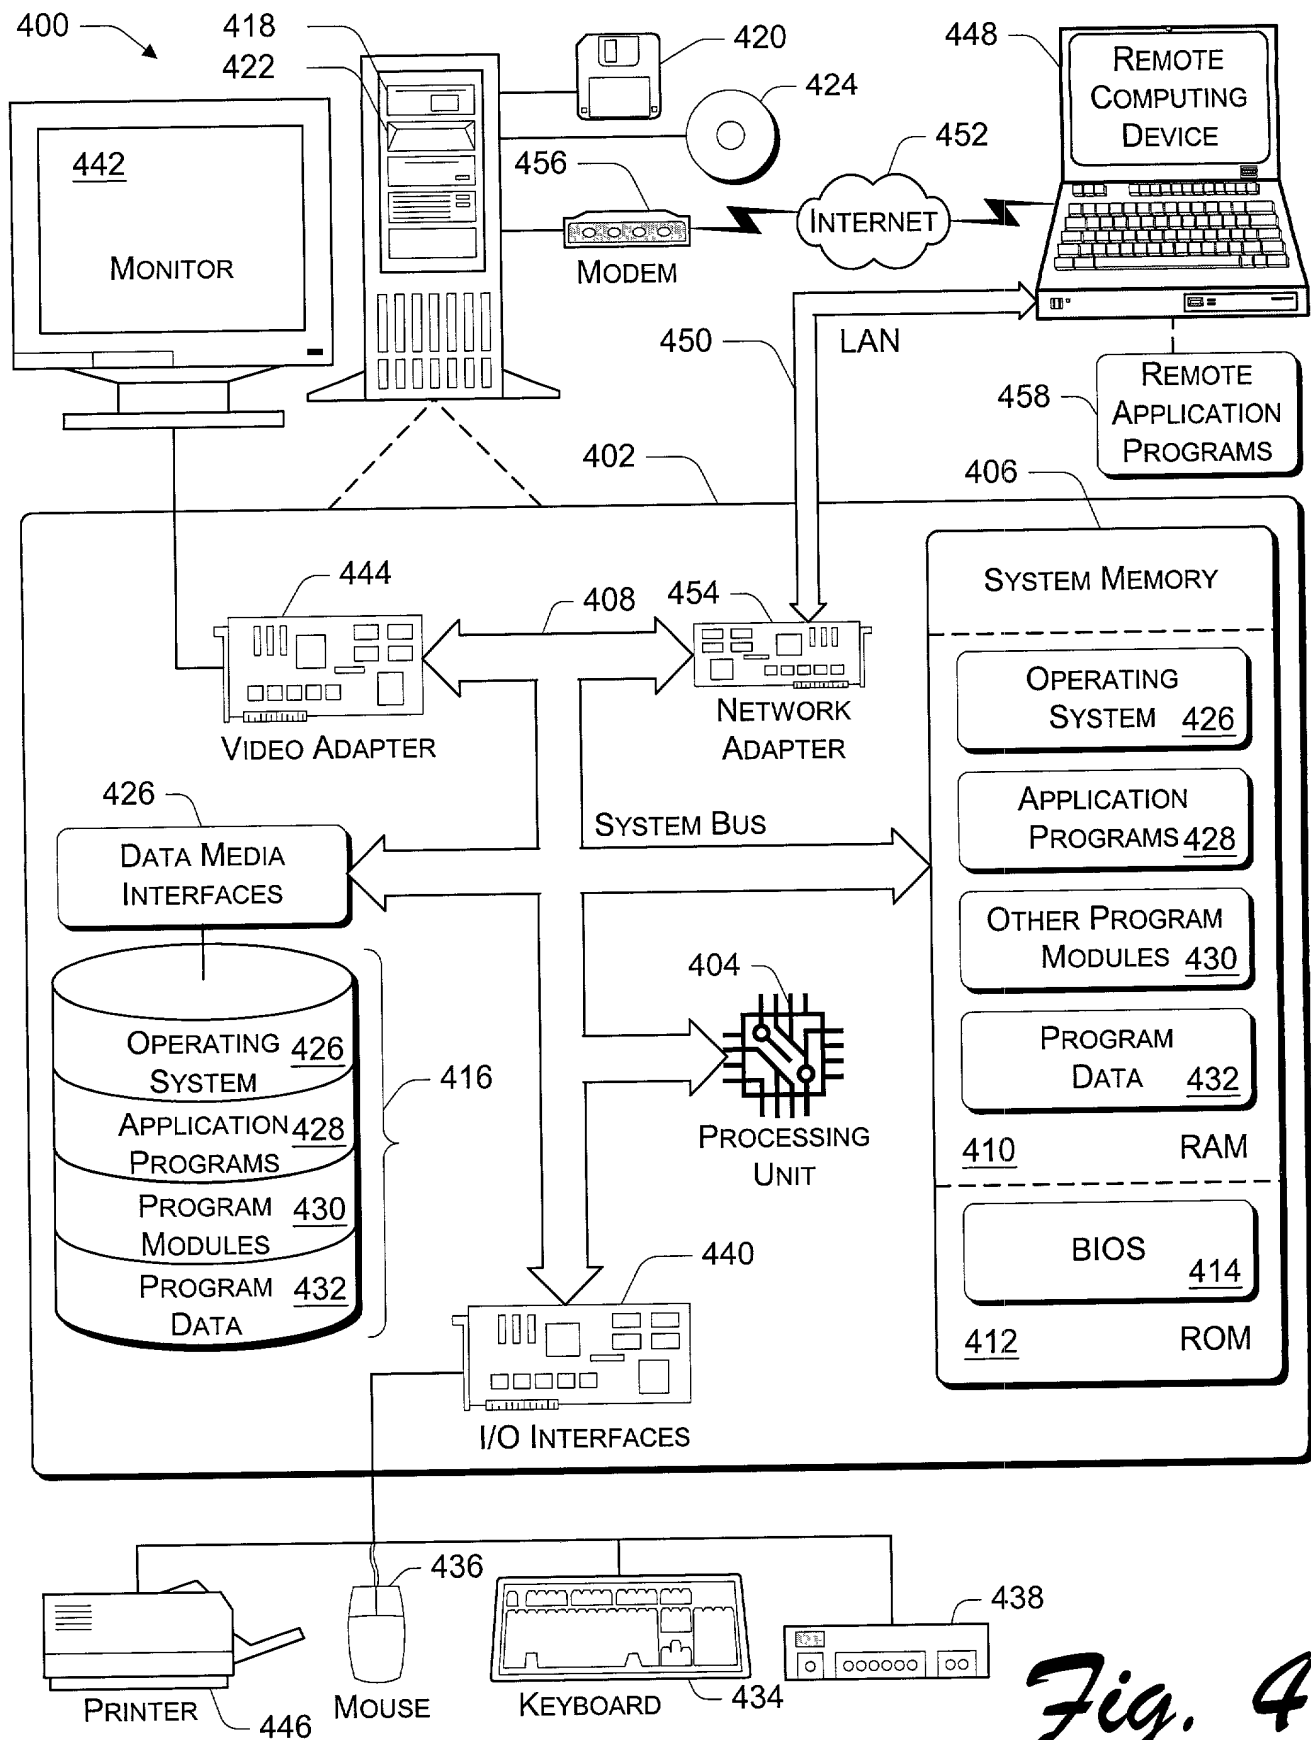 400
418
422
420
424
448
REMOTE
COMPUTING
DEVICE
442
MONITOR
456
MODEM
452
INTERNET
450
LAN
458
REMOTE
APPLICATION
PROGRAMS
402
406
SYSTEM MEMORY
444
VIDEO ADAPTER
408
454
NETWORK
ADAPTER
OPERATING
SYSTEM 426
APPLICATION
PROGRAMS 428
OTHER PROGRAM
MODULES 430
PROGRAM
DATA 432
410 RAM
BIOS 414
412 ROM
426
DATA MEDIA
INTERFACES
SYSTEM BUS
404
PROCESSING
UNIT
OPERATING 426
SYSTEM
APPLICATION 428
PROGRAMS
PROGRAM 430
MODULES
PROGRAM 432
DATA
416
440
I/O INTERFACES
PRINTER
446
436
MOUSE
KEYBOARD
434
438
Fig. 4